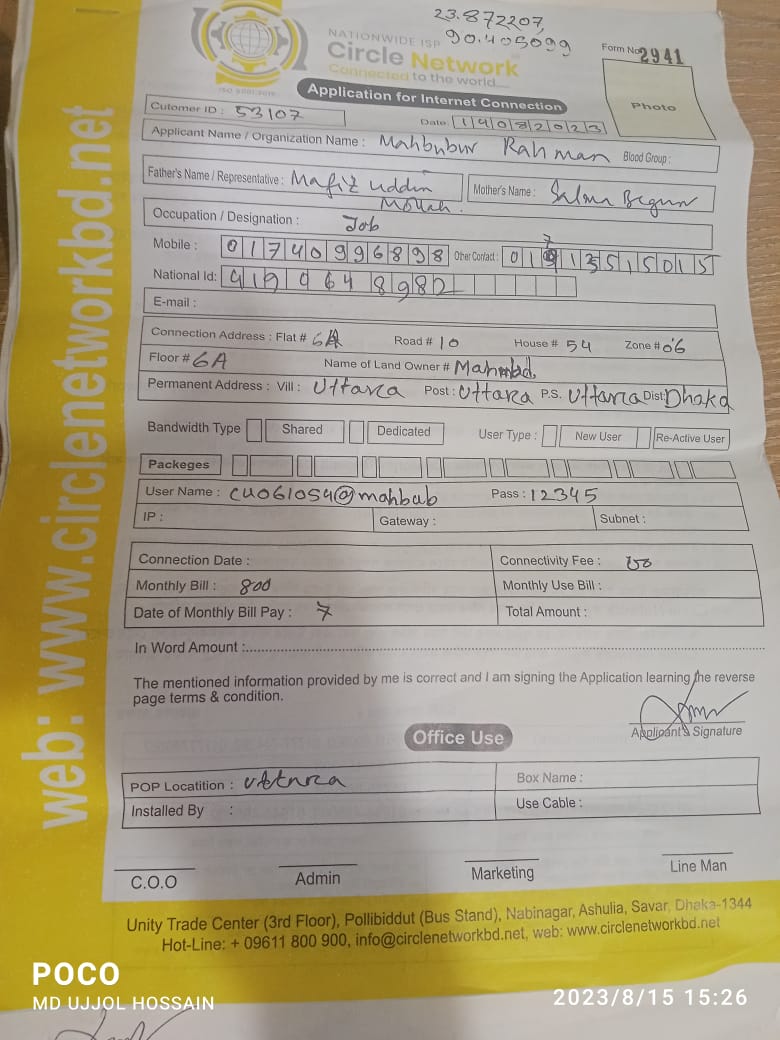 23.872207,
90.405099
NATIONWIDE ISP
Circle Network
Connected to the world....
ISO 9001:2015
Form No 2941
Photo
Application for Internet Connection
Cutomer ID : 53107
Date 14082023
Applicant Name / Organization Name : Mahbubur Rahman Blood Group :
Father's Name / Representative : Mafiz uddin Mollah. Mother's Name : Salma Begum
Occupation / Designation : Job
Mobile : 01740996898 Other Contact :
National Id:
E-mail :
Connection Address : Flat # 6A Road # 10 House # 54 Zone # 06
Floor # 6A Name of Land Owner #
Permanent Address : Vill : Uttara Post : Uttara P.S. Uttara Dist: Dhaka
Bandwidth Type Shared Dedicated User Type : New User Re-Active User
Packeges
User Name : cu061054@mahbub Pass : 12345
IP : Gateway : Subnet :
Connection Date : Connectivity Fee :
Monthly Bill : 800 Monthly Use Bill :
Date of Monthly Bill Pay : 7 Total Amount :
In Word Amount :
The mentioned information provided by me is correct and I am signing the Application learning the reverse
page terms & condition.
Applicant's Signature
Office Use
POP Locatition : Uttara Box Name :
Installed By : Use Cable :
C.O.O Admin Marketing Line Man
Unity Trade Center (3rd Floor), Pollibiddut (Bus Stand), Nabinagar, Ashulia, Savar, Dhaka-1344
Hot-Line: + 09611 800 900, info@circlenetworkbd.net, web: www.circlenetworkbd.net
web: www.circlenetworkbd.net
POCO
MD UJJOL HOSSAIN
2023/8/15 15:26